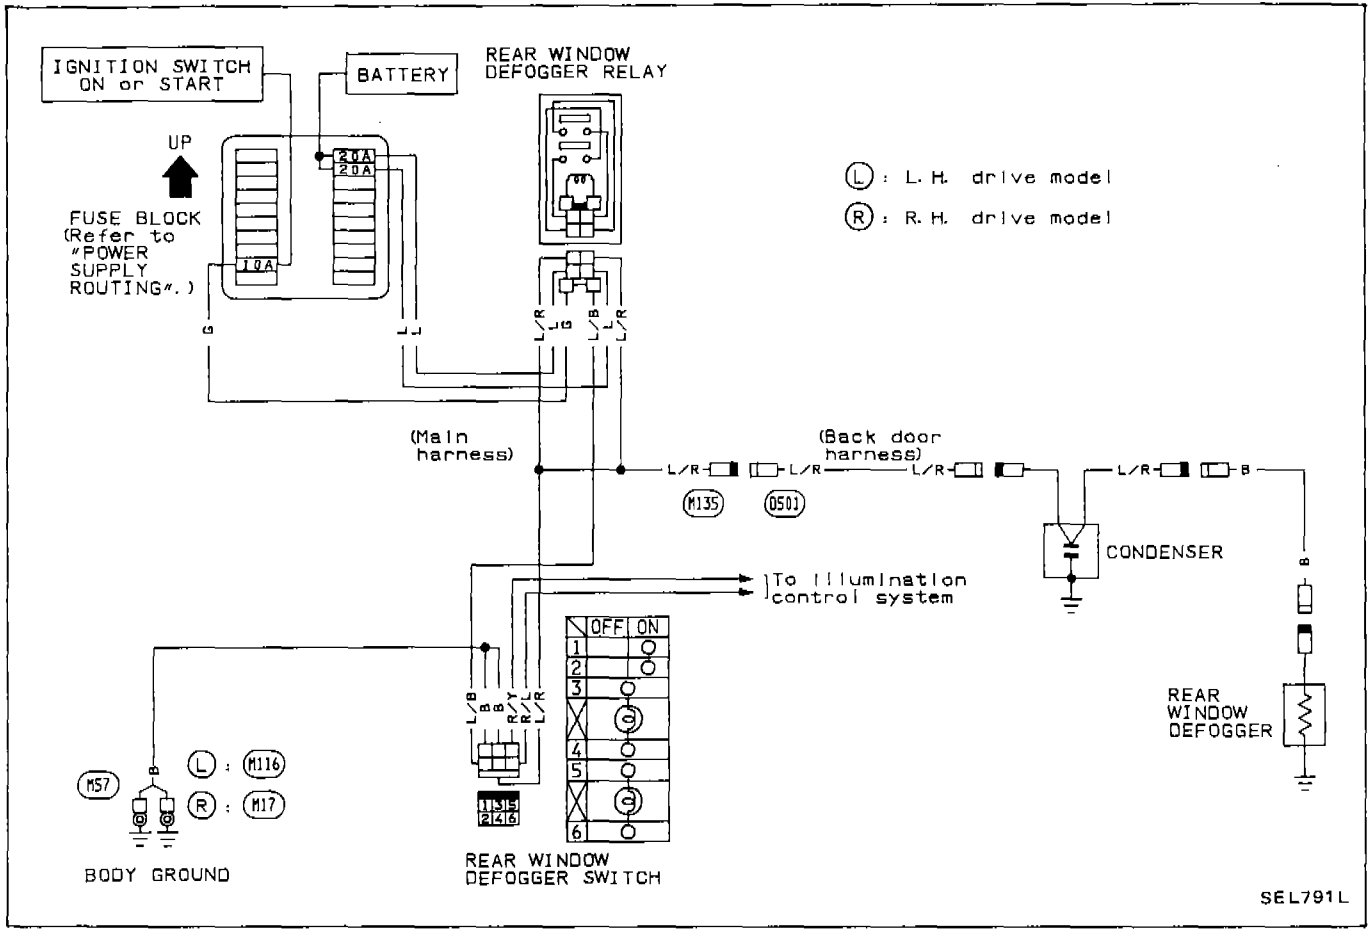 IGNITION SWITCH
ON or START
BATTERY
REAR WINDOW
DEFOGGER RELAY
UP
20A
20A
10A
FUSE BLOCK
(Refer to
"POWER
SUPPLY
ROUTING".)
L : L.H. drive model
R : R.H. drive model
G
L
L
L/R
L
G
L/B
L
L/R
(Main
harness)
(Back door
harness)
L/R
L/R
L/R
L/R
B
M135
D501
CONDENSER
B
To illumination
control system
OFF ON
1
2
3
4
5
6
L/B
B
B
R/Y
R/L
L/R
REAR
WINDOW
DEFOGGER
B
M57
L : M116
R : M17
1 3 5
2 4 6
BODY GROUND
REAR WINDOW
DEFOGGER SWITCH
SEL791L